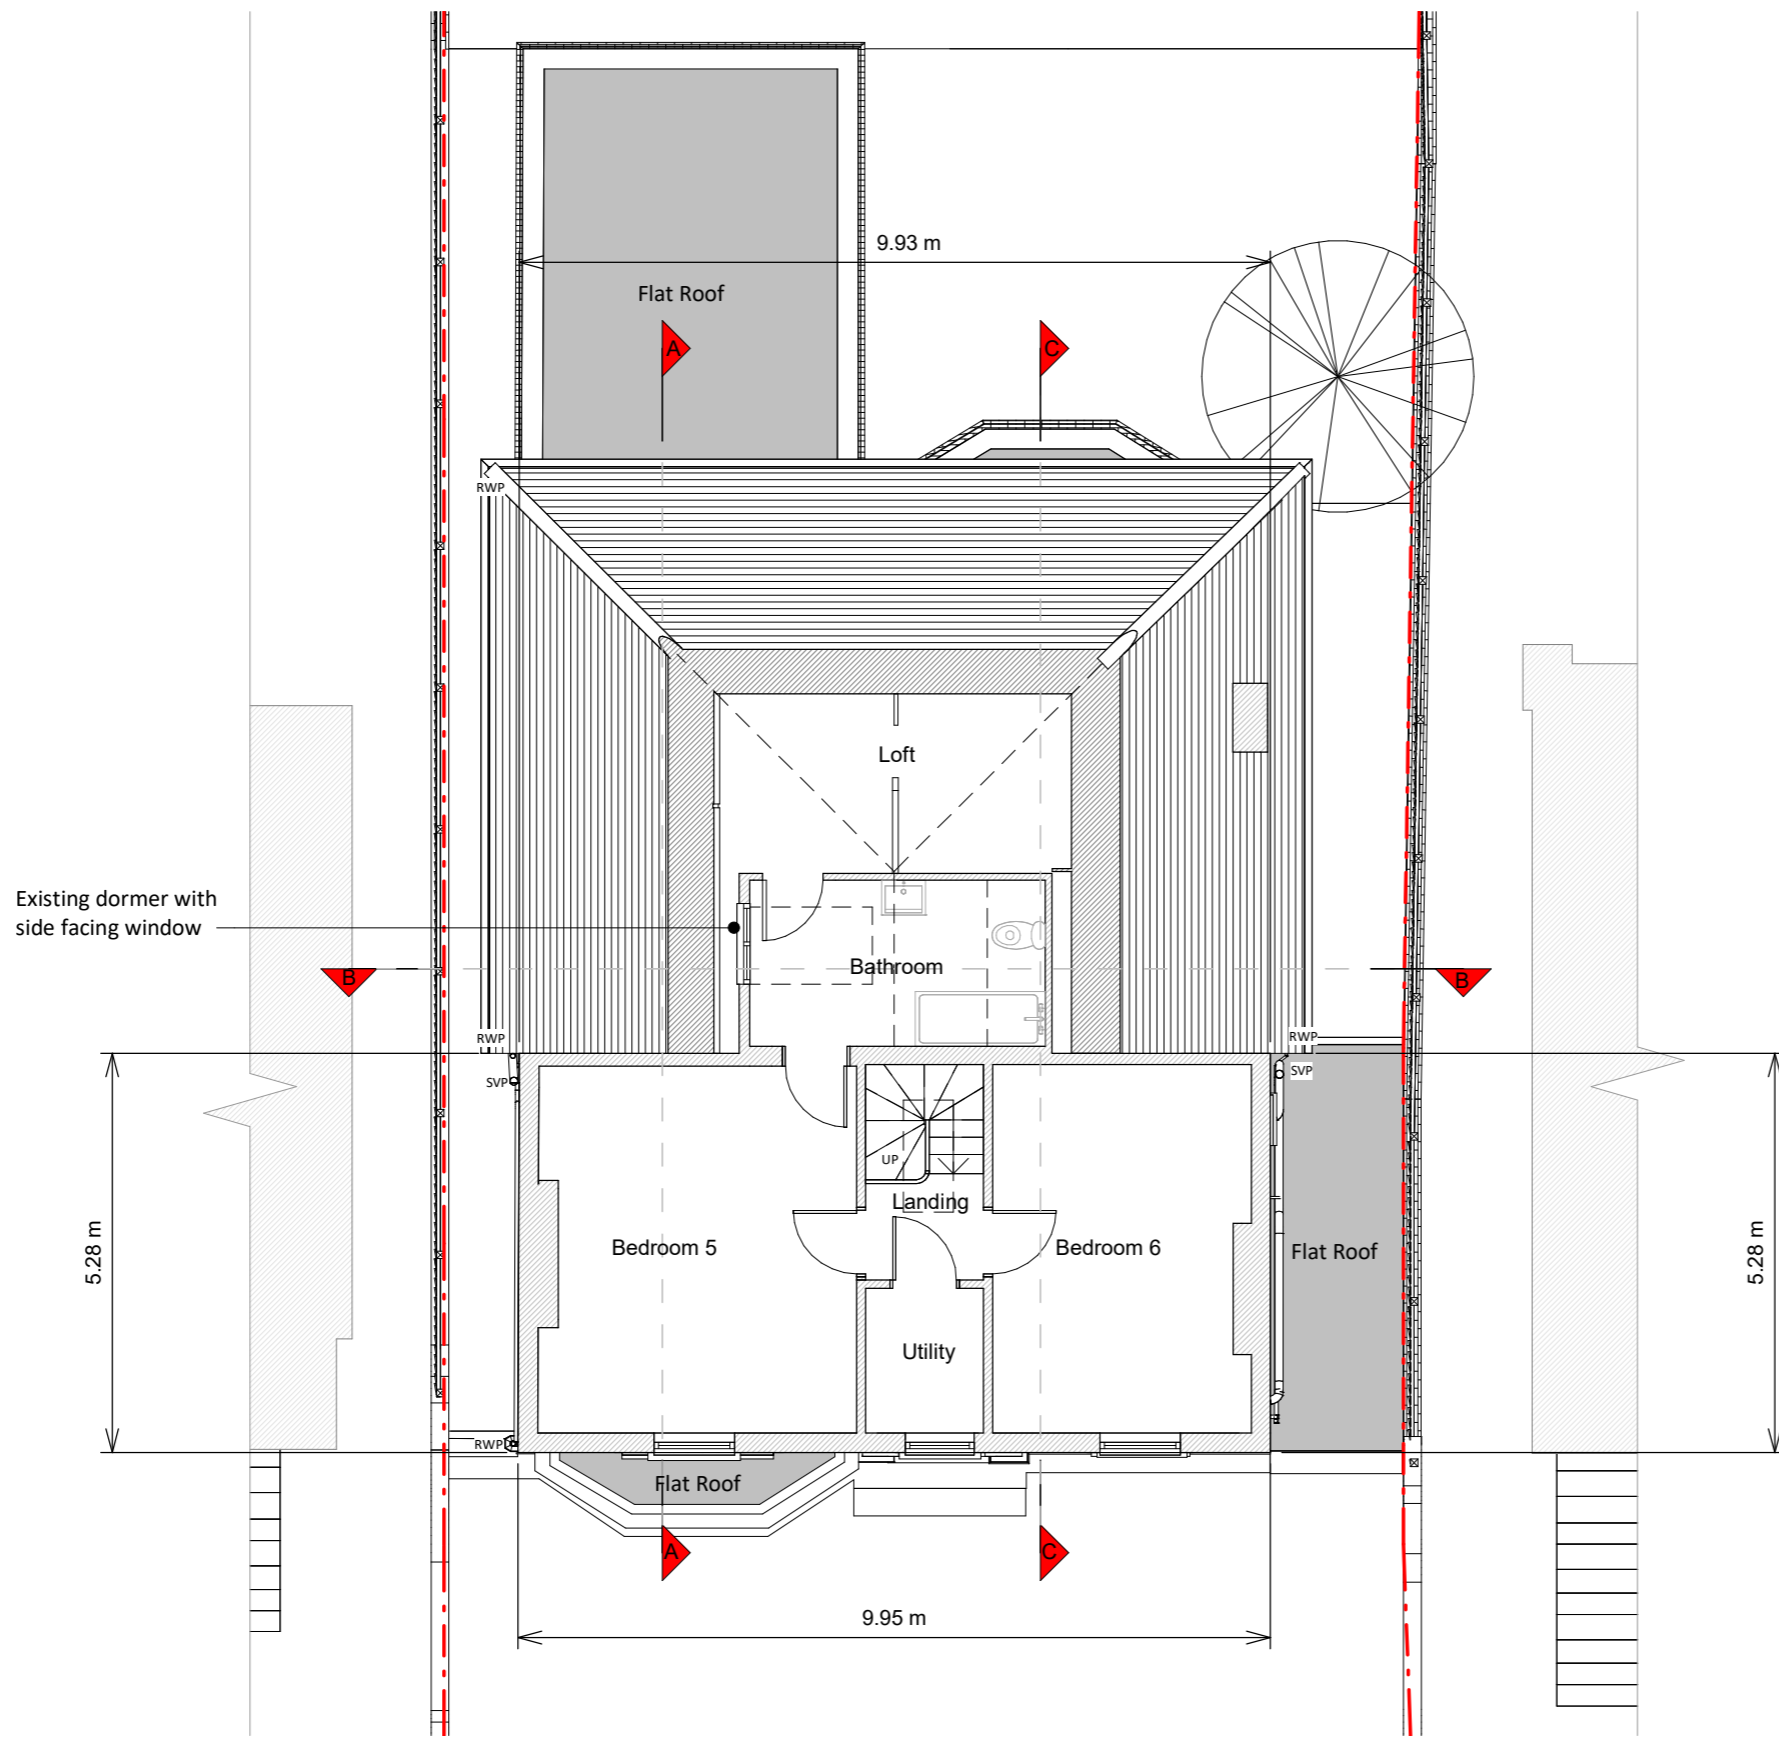 9.93 m
Flat Roof
A
C
RWP
Loft
Existing dormer with
side facing window
Bathroom
B
B
RWP
RWP
SVP
SVP
UP
Landing
5.28 m
Bedroom 5
Bedroom 6
Flat Roof
5.28 m
Utility
RWP
Flat Roof
A
C
9.95 m